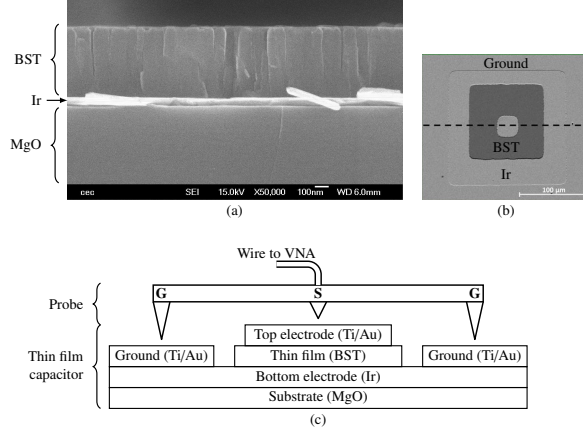 BST
Ir
MgO
cec SEI 15.0kV X50,000 100nm WD 6.0mm
(a)
Ground
BST
Ir
100 µm
(b)
Wire to VNA
G S G
Probe
Top electrode (Ti/Au)
Thin film
capacitor
Ground (Ti/Au) Thin film (BST) Ground (Ti/Au)
Bottom electrode (Ir)
Substrate (MgO)
(c)